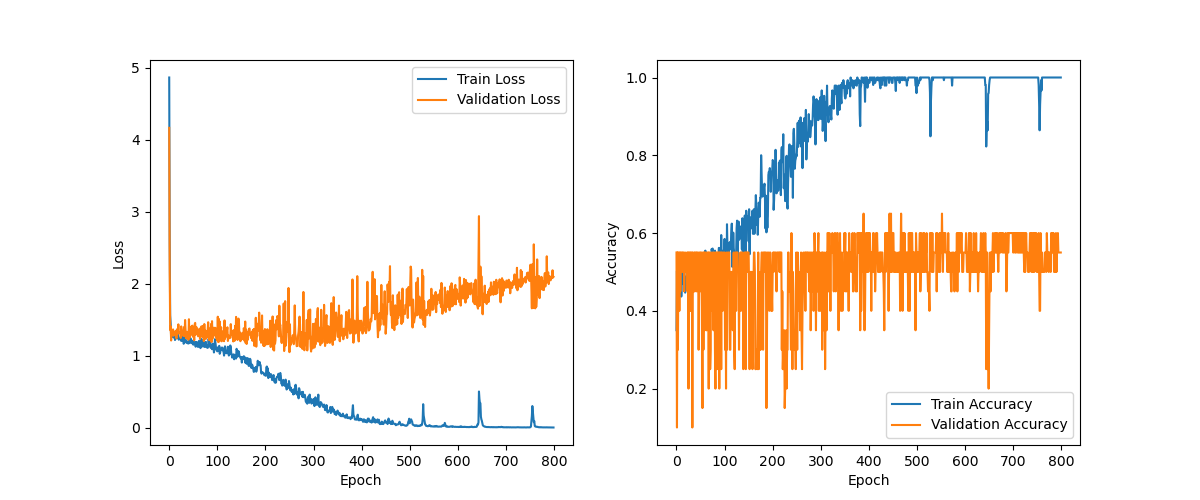 Train Loss
Validation Loss
5
4
3
2
1
0
Loss
0 100 200 300 400 500 600 700 800
Epoch
1.0
0.8
0.6
0.4
0.2
Accuracy
Train Accuracy
Validation Accuracy
0 100 200 300 400 500 600 700 800
Epoch